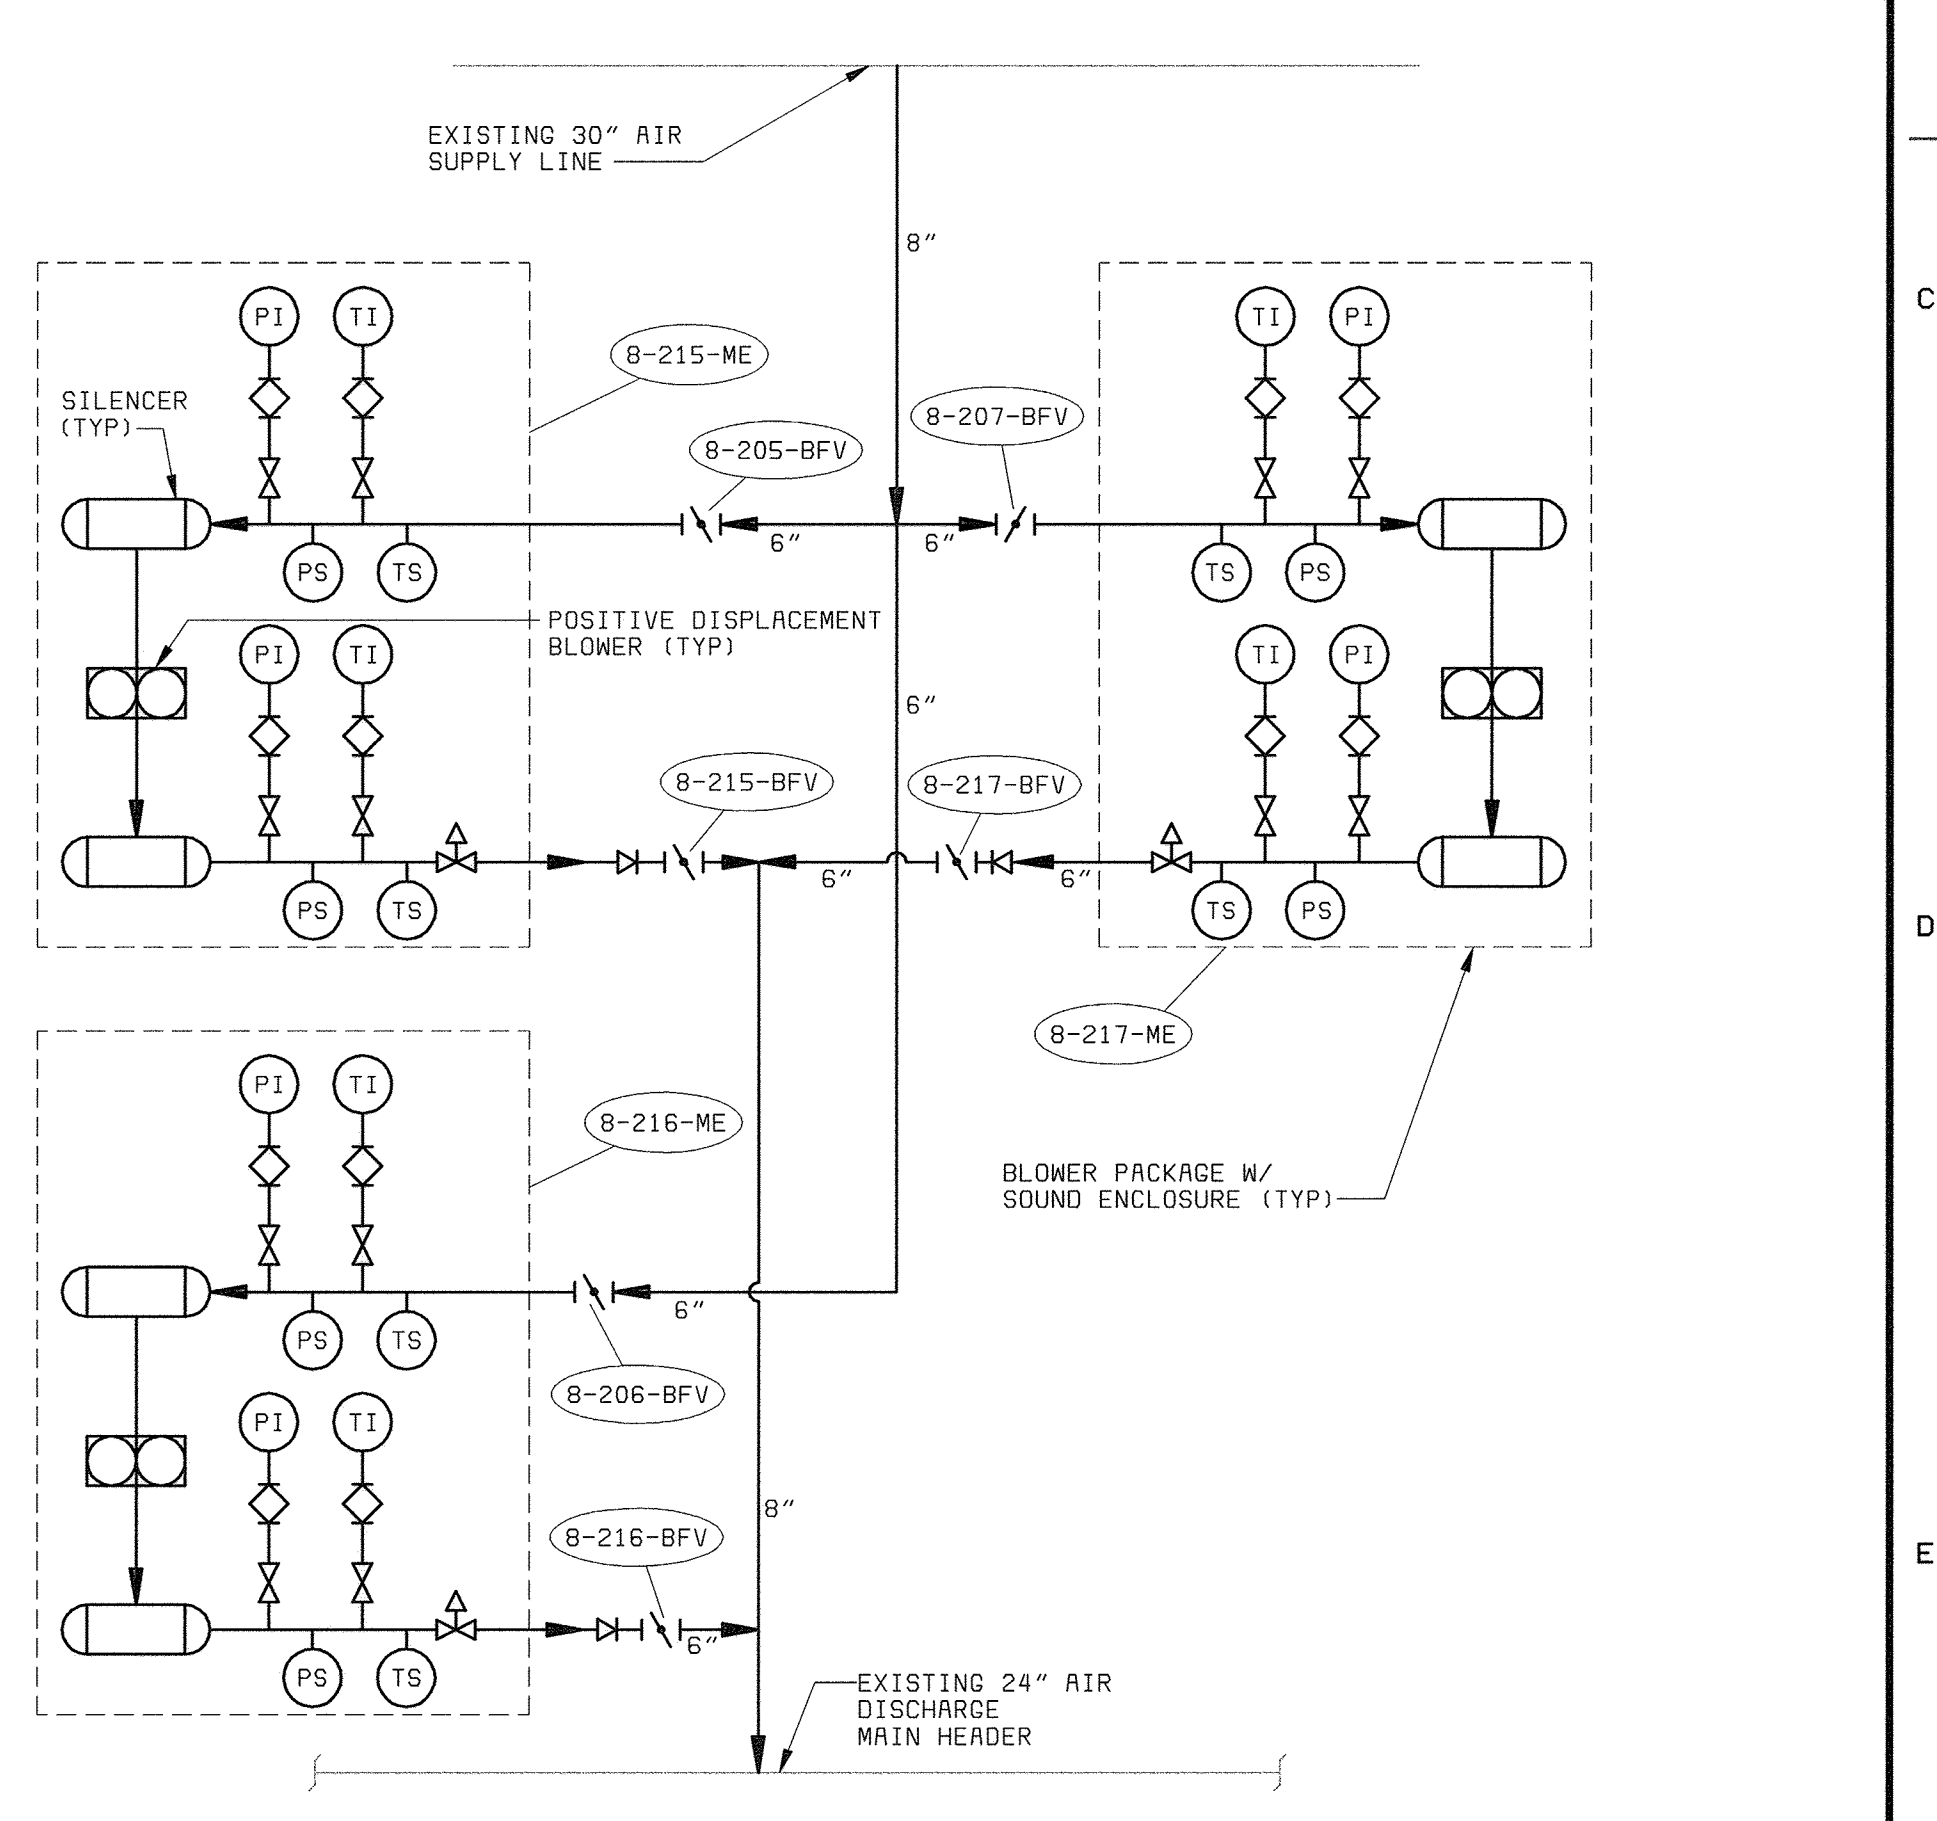 EXISTING 30" AIR
SUPPLY LINE
8"
C
PI TI
TI PI
8-215-ME
SILENCER
(TYP)
8-207-BFV
8-205-BFV
6" 6"
PS TS
TS PS
POSITIVE DISPLACEMENT
BLOWER (TYP)
PI TI
TI PI
6"
8-215-BFV
8-217-BFV
6" 6"
PS TS
TS PS
D
8-217-ME
PI TI
8-216-ME
BLOWER PACKAGE W/
SOUND ENCLOSURE (TYP)
6"
PS TS
8-206-BFV
PI TI
8"
8-216-BFV
E
6"
PS TS
EXISTING 24" AIR
DISCHARGE
MAIN HEADER